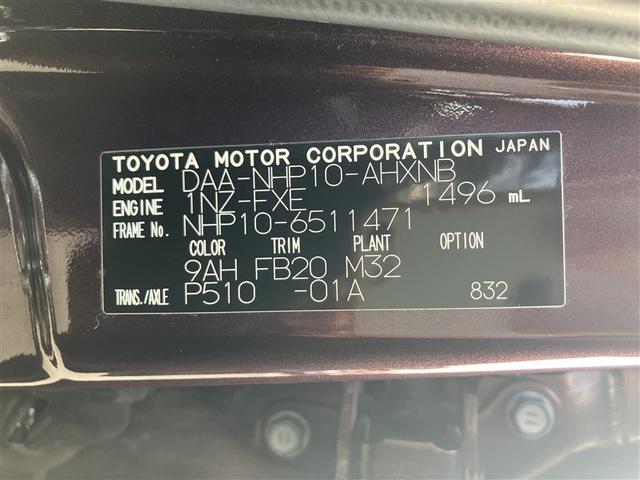 TOYOTA MOTOR CORPORATION JAPAN
MODEL DAA-NHP10-AHXNB
ENGINE 1NZ-FXE 1496 mL
FRAME No. NHP10-6511471
COLOR TRIM PLANT OPTION
9AH FB20 M32
TRANS./AXLE P510 -01A 832